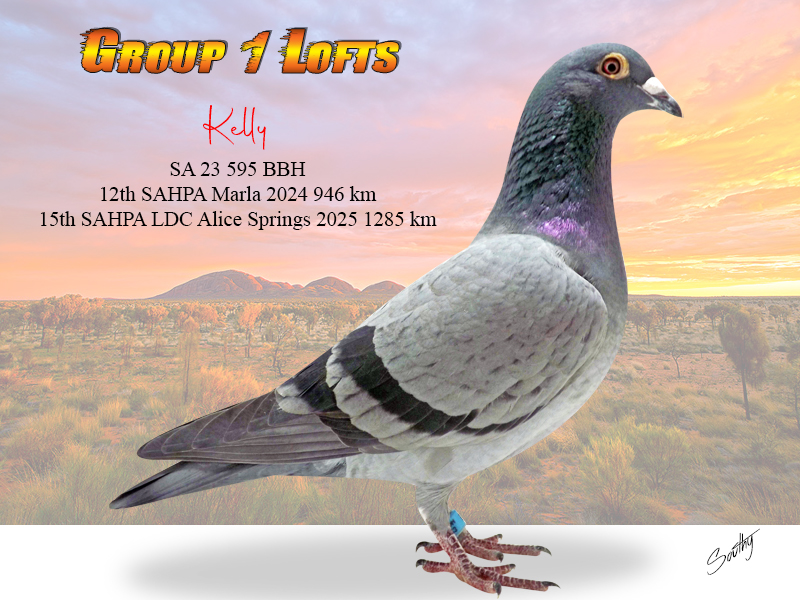 Group 1 Lofts
Kelly
SA 23 595 BBH
12th SAHPA Marla 2024 946 km
15th SAHPA LDC Alice Springs 2025 1285 km
Southy